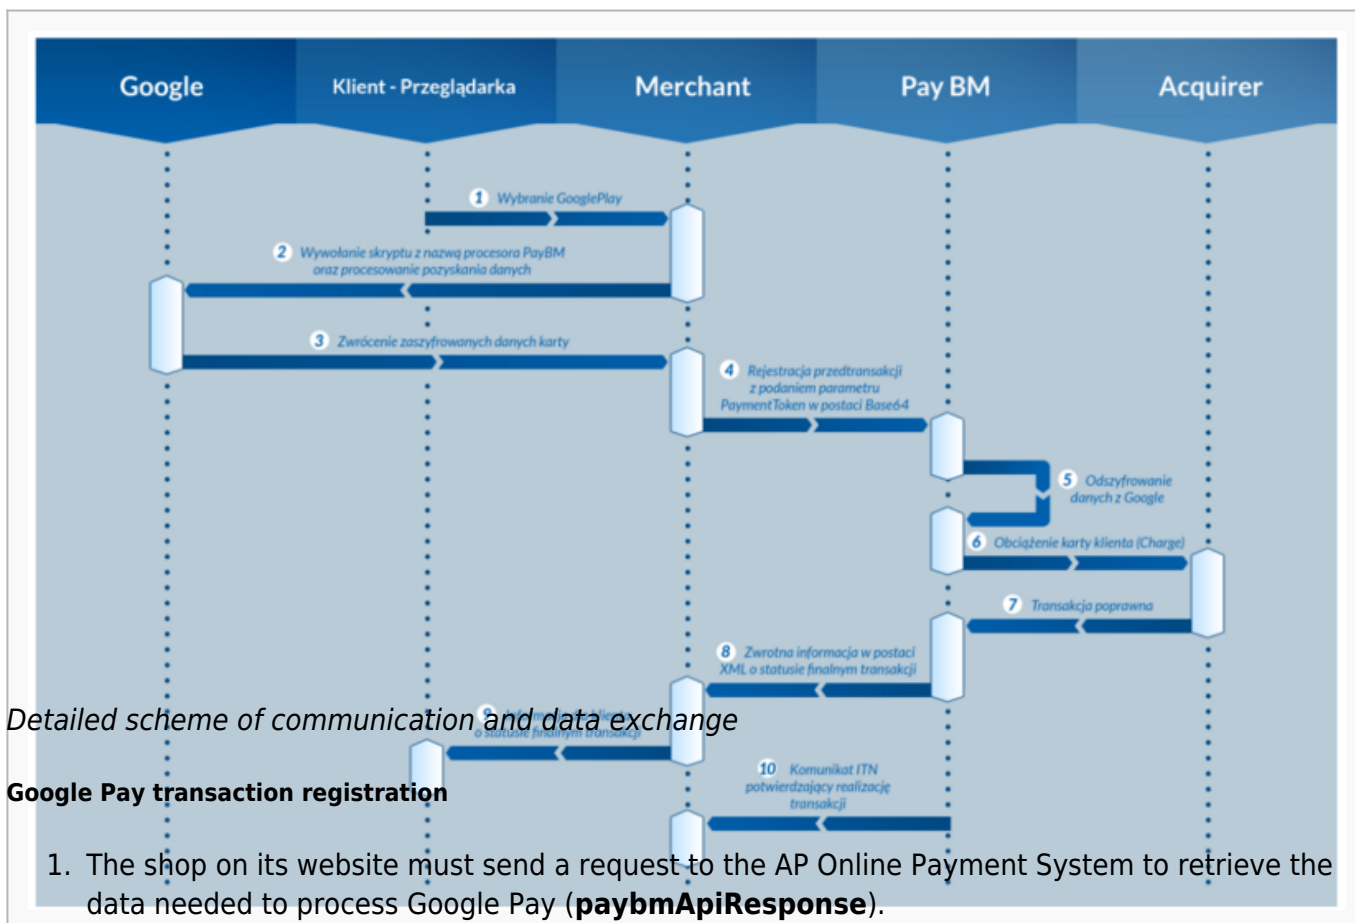 Google
Klient - Przeglądarka
Merchant
Pay BM
Acquirer
1 Wybranie GooglePlay
2 Wywołanie skryptu z nazwą procesora PayBM
oraz procesowanie pozyskania danych
3 Zwrócenie zaszyfrowanych danych karty
4 Rejestracja przedtransakcji
z podaniem parametru
PaymentToken w postaci Base64
5 Odszyfrowanie
danych z Google
6 Obciążenie karty klienta (Charge)
7 Transakcja poprawna
8 Zwrotna informacja w postaci
XML o statusie finalnym transakcji
9
o statusie finalnym transakcji
Detailed scheme of communication and data exchange
10 Komunikat ITN
potwierdzający realizację
transakcji
Google Pay transaction registration
1. The shop on its website must send a request to the AP Online Payment System to retrieve the
data needed to process Google Pay (paybmApiResponse).